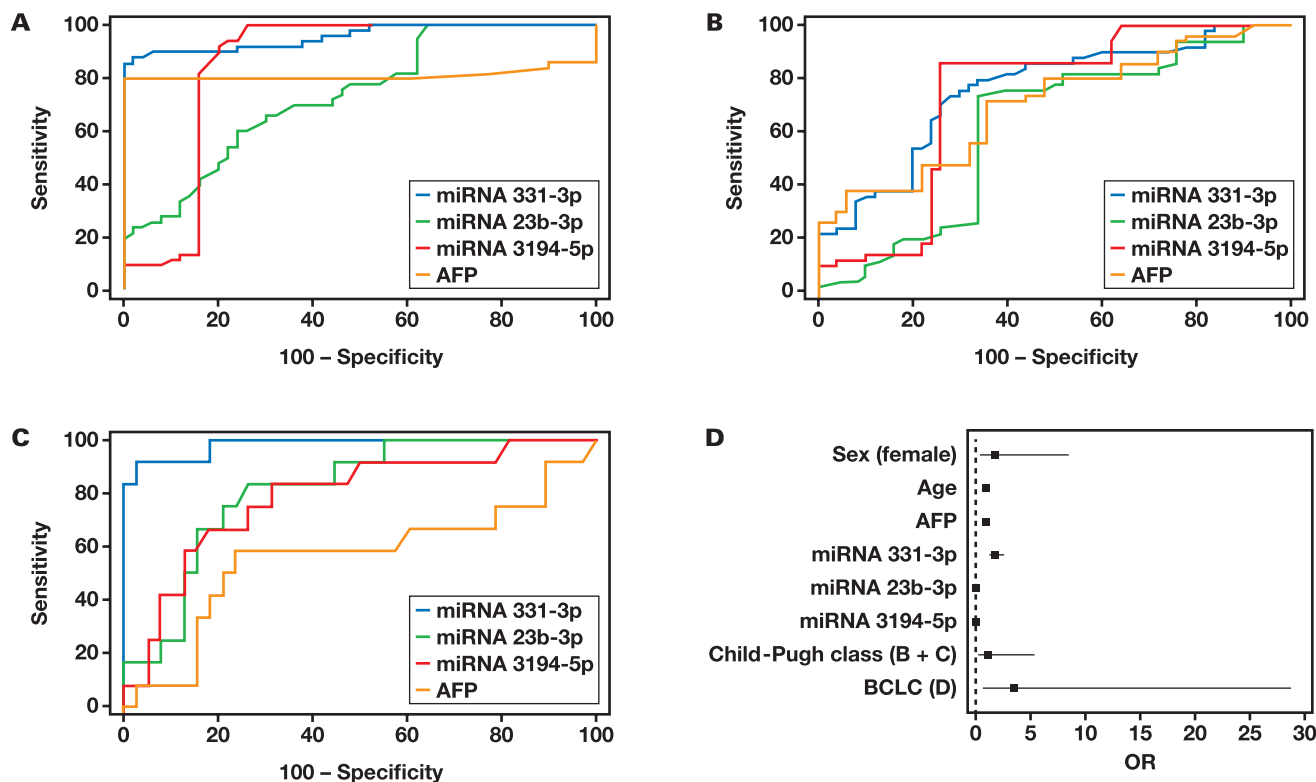 A
Sensitivity
100
80
60
40
20
0
miRNA 331-3p
miRNA 23b-3p
miRNA 3194-5p
AFP
0 20 40 60 80 100
100 – Specificity
B
Sensitivity
100
80
60
40
20
0
miRNA 331-3p
miRNA 23b-3p
miRNA 3194-5p
AFP
0 20 40 60 80 100
100 – Specificity
C
Sensitivity
100
80
60
40
20
0
miRNA 331-3p
miRNA 23b-3p
miRNA 3194-5p
AFP
0 20 40 60 80 100
100 – Specificity
D
Sex (female)
Age
AFP
miRNA 331-3p
miRNA 23b-3p
miRNA 3194-5p
Child-Pugh class (B + C)
BCLC (D)
0 5 10 15 20 25 30
OR